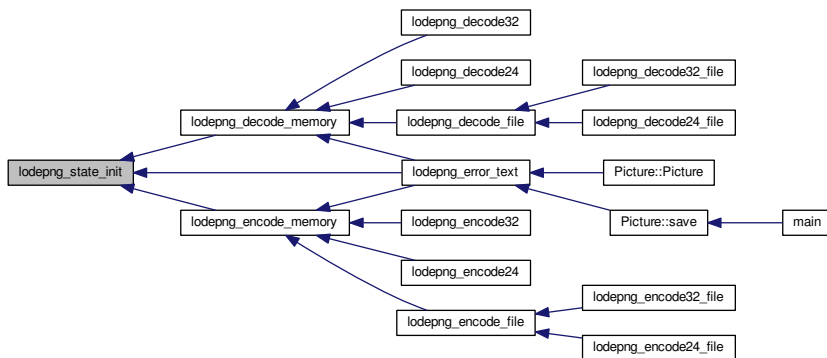 lodepng_decode32
lodepng_decode24
lodepng_decode32_file
lodepng_decode_memory
lodepng_decode_file
lodepng_decode24_file
lodepng_state_init
lodepng_error_text
Picture::Picture
lodepng_encode_memory
lodepng_encode32
Picture::save
main
lodepng_encode24
lodepng_encode32_file
lodepng_encode_file
lodepng_encode24_file